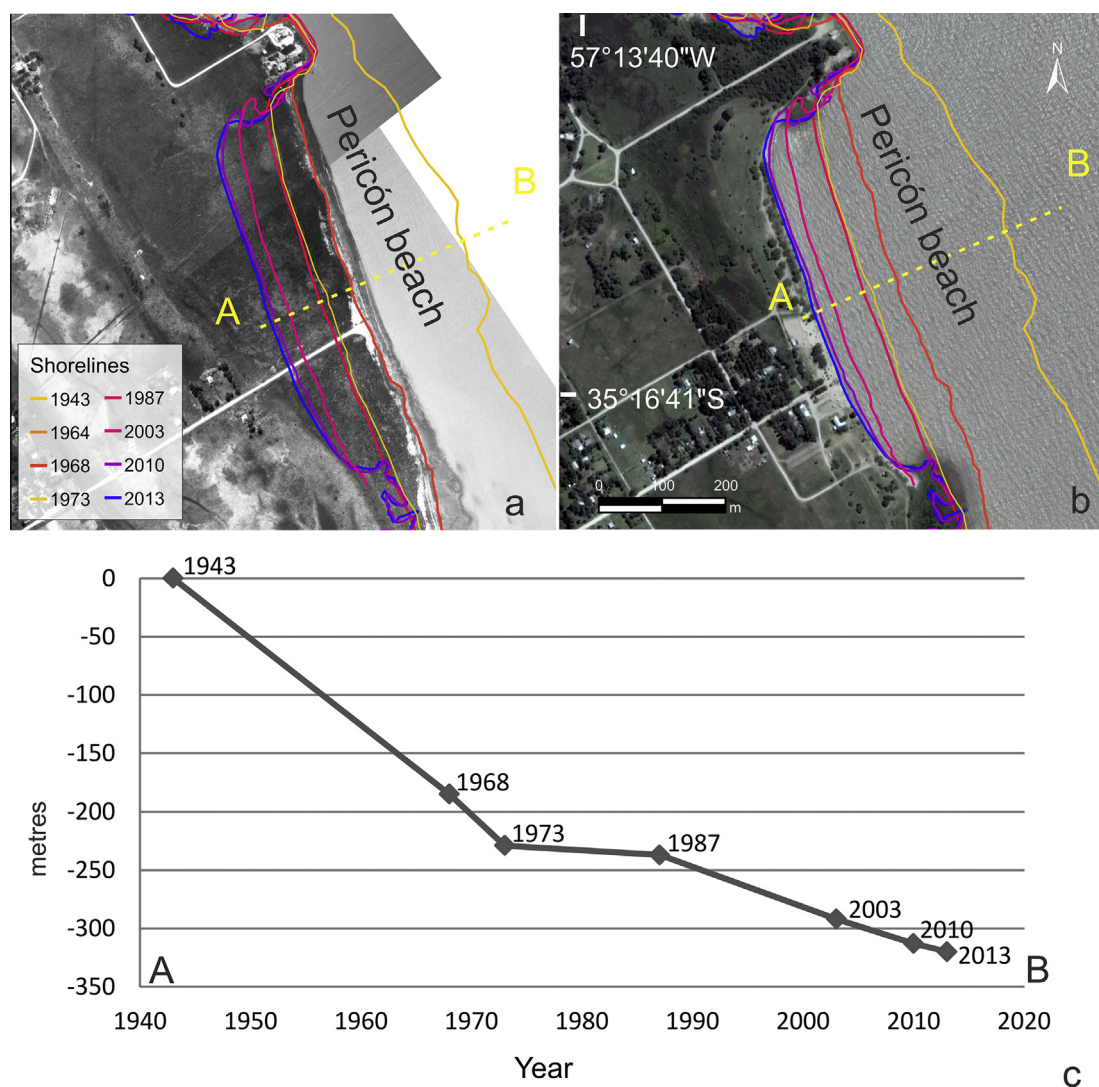 Pericón beach
B
A
Shorelines
1943
1987
1964
2003
1968
2010
1973
2013
a
57°13'40"W
N
Pericón beach
B
A
35°16'41"S
0 100 200
m
b
0
-50
-100
-150
-200
-250
-300
-350
metres
1943
1968
1973
1987
2003
2010
2013
A
B
1940 1950 1960 1970 1980 1990 2000 2010 2020
Year
c